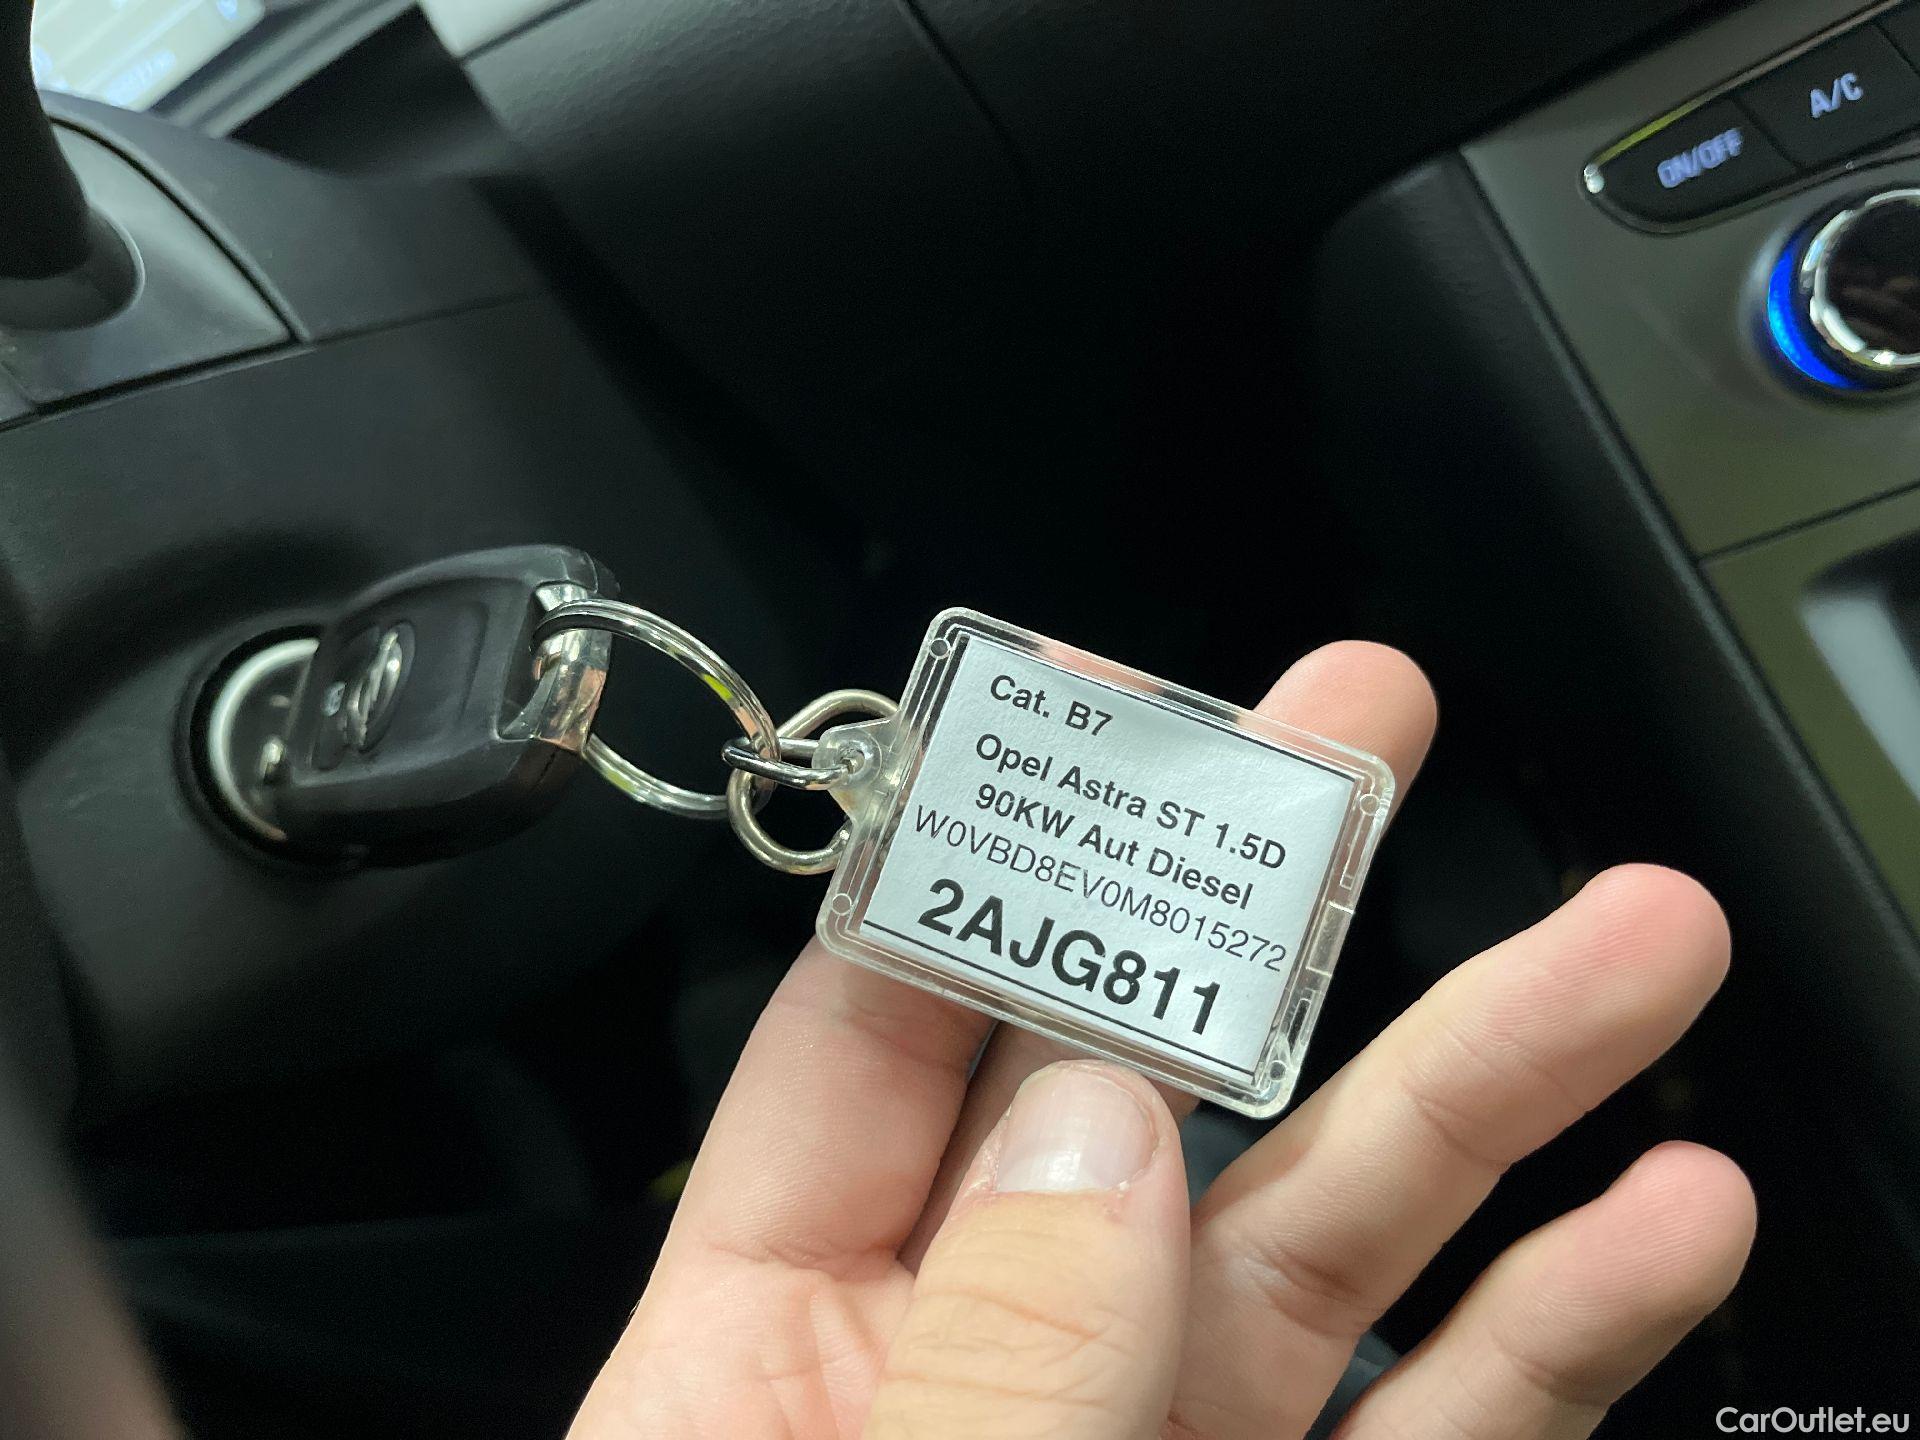 A/C
ON/OFF
Cat. B7
Opel Astra ST 1.5D
90KW Aut Diesel
W0VBD8EV0M8015272
2AJG811
CarOutlet.eu